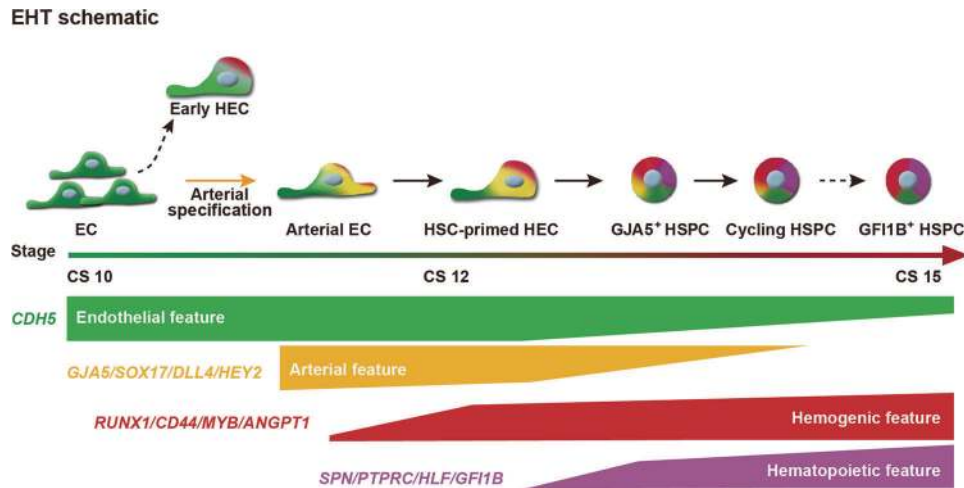 EHT schematic
Early HEC
Arterial
specification
EC
Arterial EC
HSC-primed HEC
GJA5⁺ HSPC
Cycling HSPC
GFI1B⁺ HSPC
Stage
CS 10
CS 12
CS 15
CDH5
Endothelial feature
GJA5/SOX17/DLL4/HEY2
Arterial feature
RUNX1/CD44/MYB/ANGPT1
Hemogenic feature
SPN/PTPRC/HLF/GFI1B
Hematopoietic feature